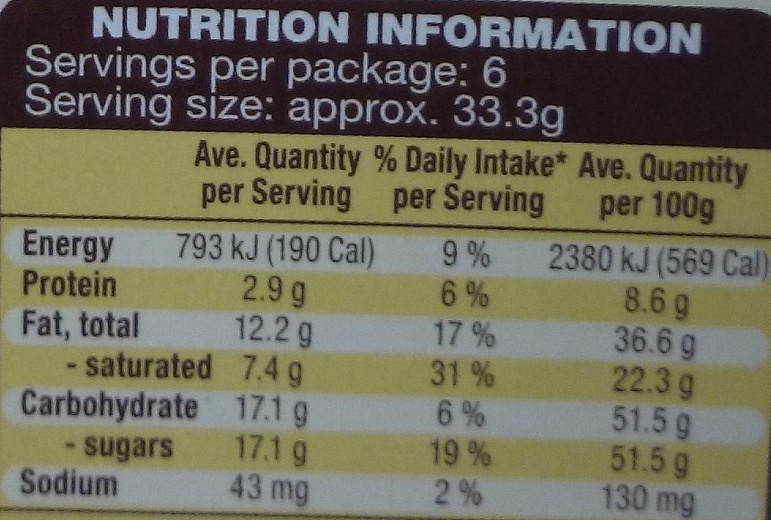 NUTRITION INFORMATION
Servings per package: 6
Serving size: approx. 33.3g
Ave. Quantity % Daily Intake* Ave. Quantity
per Serving per Serving per 100g
Energy 793 kJ (190 Cal) 9 % 2380 kJ (569 Cal)
Protein 2.9 g 6 % 8.6 g
Fat, total 12.2 g 17 % 36.6 g
- saturated 7.4 g 31 % 22.3 g
Carbohydrate 17.1 g 6 % 51.5 g
- sugars 17.1 g 19 % 51.5 g
Sodium 43 mg 2 % 130 mg